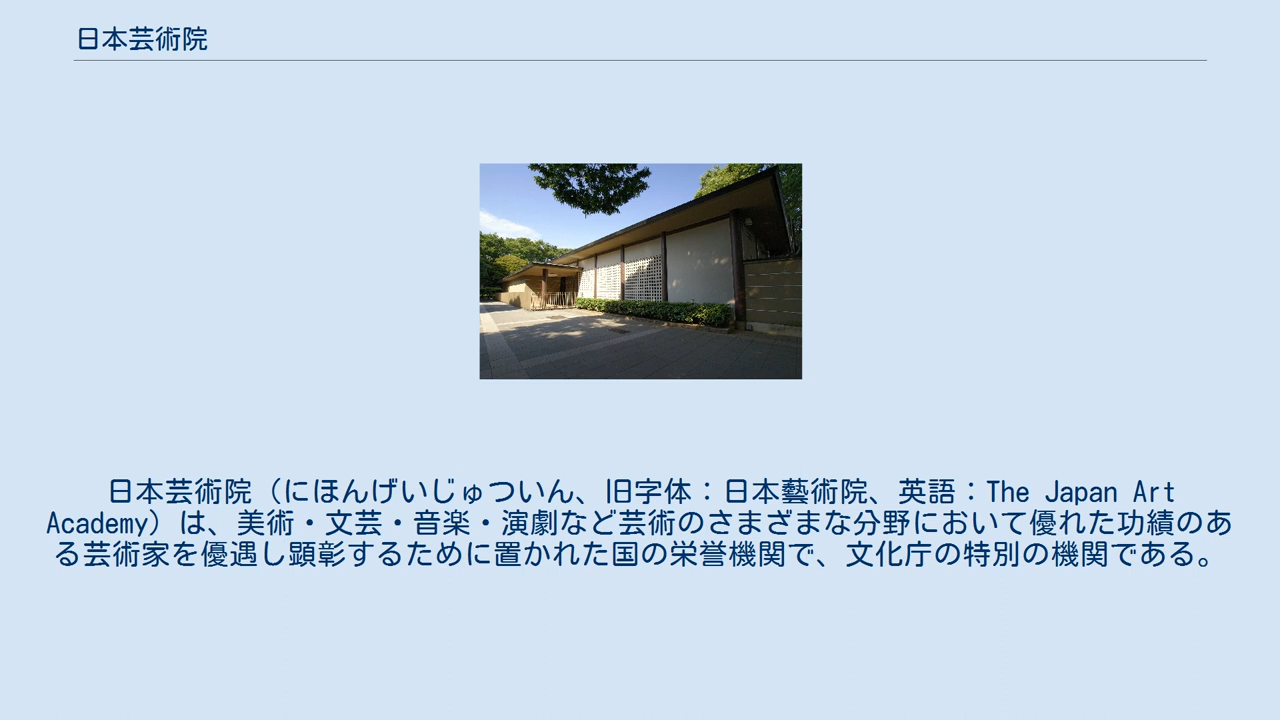 日本芸術院
日本芸術院（にほんげいじゅついん、旧字体：日本藝術院、英語：The Japan Art
Academy）は、美術・文芸・音楽・演劇など芸術のさまざまな分野において優れた功績のあ
る芸術家を優遇し顕彰するために置かれた国の栄誉機関で、文化庁の特別の機関である。